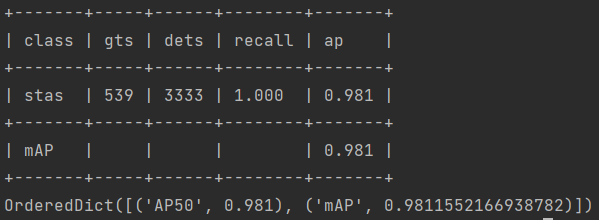 +-------+-----+------+--------+-------+
| class | gts | dets | recall | ap    |
+-------+-----+------+--------+-------+
| stas  | 539 | 3333 | 1.000  | 0.981 |
+-------+-----+------+--------+-------+
| mAP   |     |      |        | 0.981 |
+-------+-----+------+--------+-------+
OrderedDict([('AP50', 0.981), ('mAP', 0.9811552166938782)])